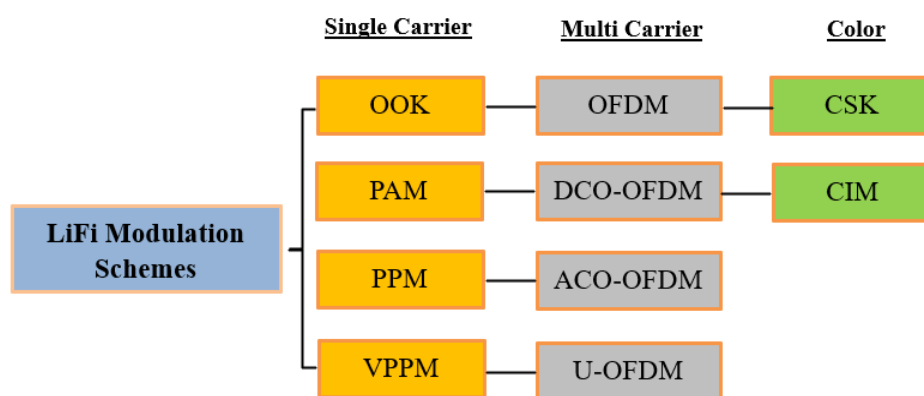 Single Carrier Multi Carrier Color
OOK OFDM CSK
PAM DCO-OFDM CIM
LiFi Modulation
Schemes
PPM ACO-OFDM
VPPM U-OFDM